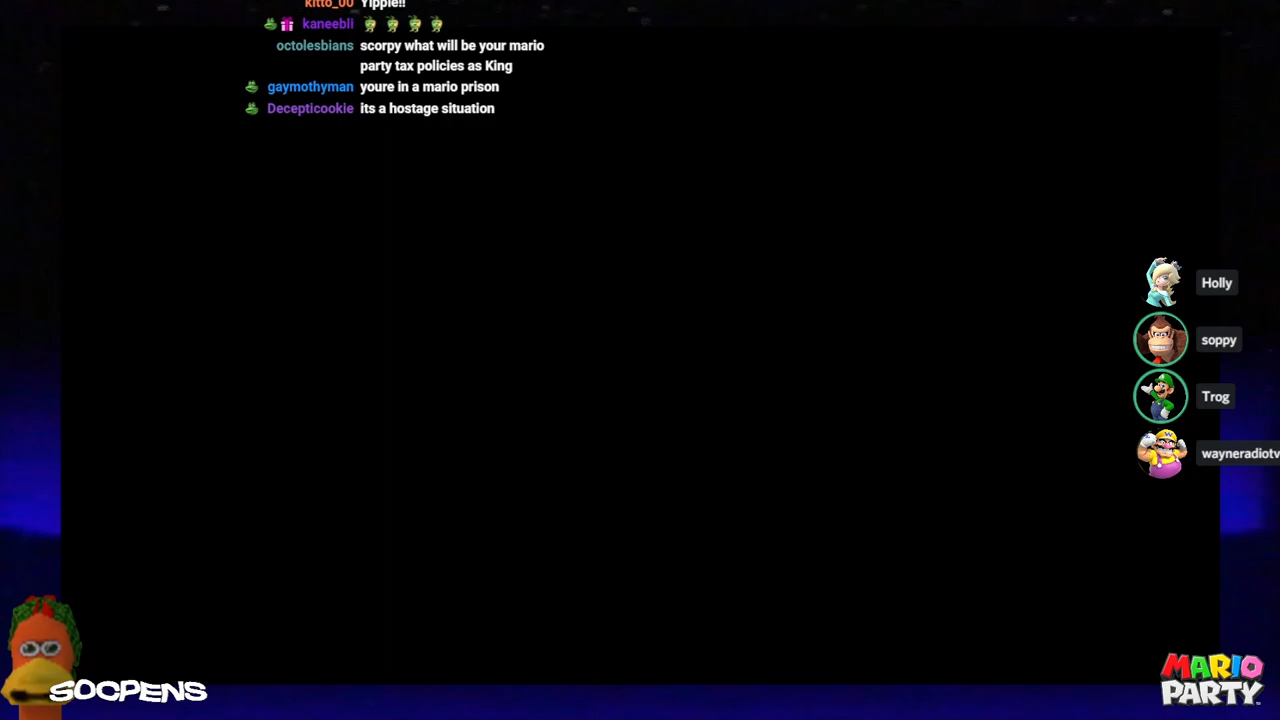 kitto_00 Yippie!!
kaneebli
octolesbians scorpy what will be your mario
party tax policies as King
gaymothyman youre in a mario prison
Decepticookie its a hostage situation
Holly
soppy
Trog
wayneradiotv
SOCPENS
MARIO
PARTY